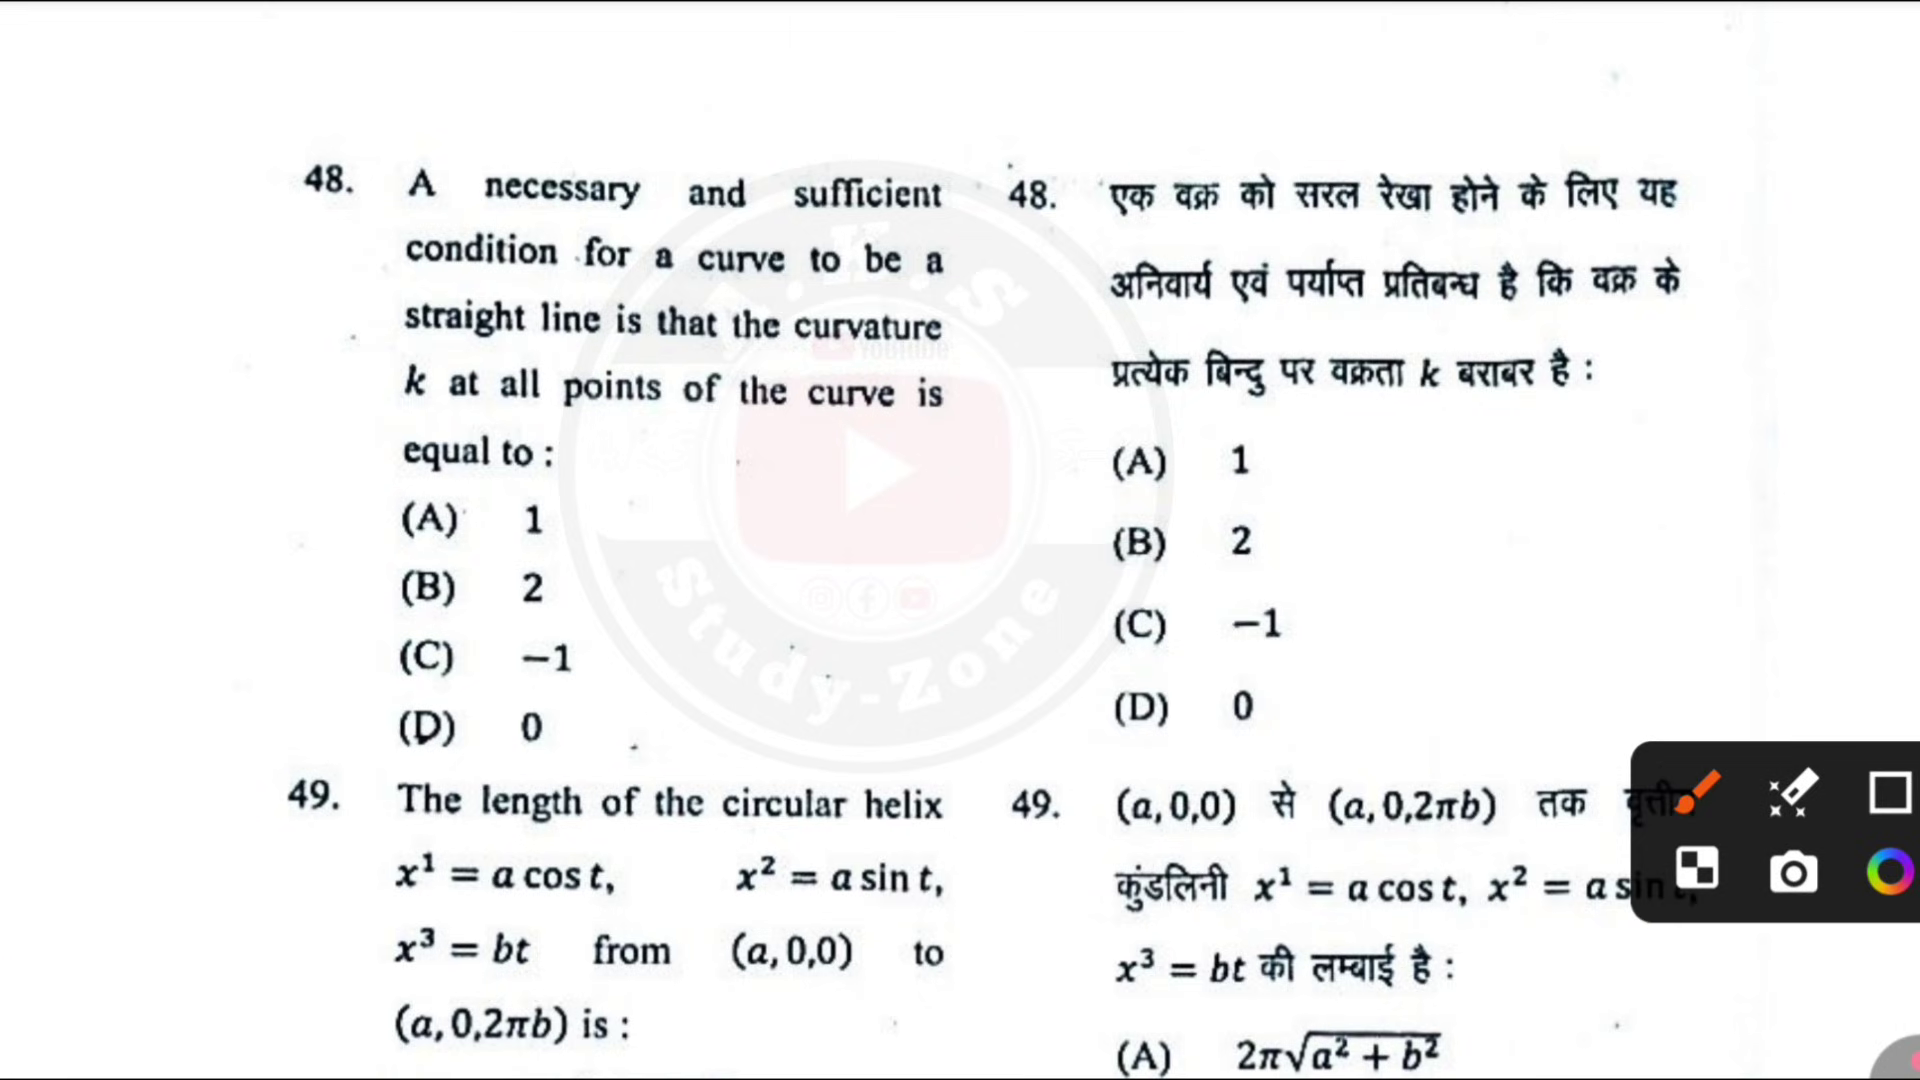 48. A necessary and sufficient
condition for a curve to be a
straight line is that the curvature
k at all points of the curve is
equal to :
(A) 1
(B) 2
(C) −1
(D) 0
49. The length of the circular helix
x¹ = a cos t, x² = a sin t,
x³ = bt from (a, 0,0) to
(a, 0,2πb) is :
48. एक वक्र को सरल रेखा होने के लिए यह
अनिवार्य एवं पर्याप्त प्रतिबन्ध है कि वक्र के
प्रत्येक बिन्दु पर वक्रता k बराबर है :
(A) 1
(B) 2
(C) −1
(D) 0
49. (a, 0,0) से (a, 0,2πb) तक
कुंडलिनी x¹ = a cos t, x² = a sin t,
x³ = bt की लम्बाई है :
(A) 2π√a² + b²
A.K.S
YouTube
Study-Zone